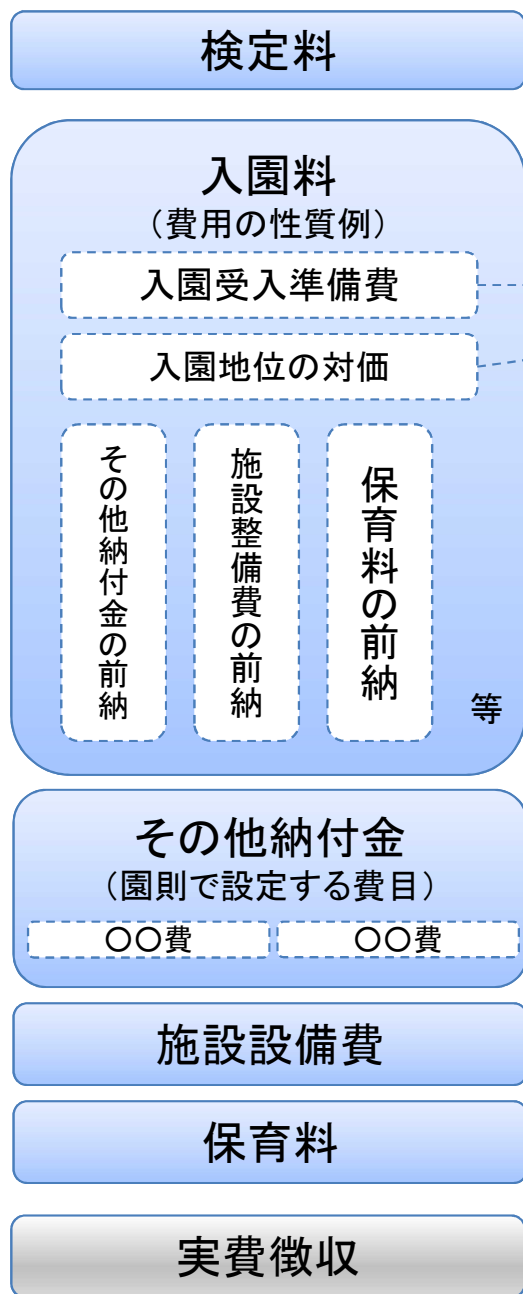 検定料
入園料
（費用の性質例）
入園受入準備費
入園地位の対価
その他納付金の前納
施設整備費の前納
保育料の前納
等
その他納付金
（園則で設定する費目）
〇〇費
〇〇費
施設設備費
保育料
実費徴収